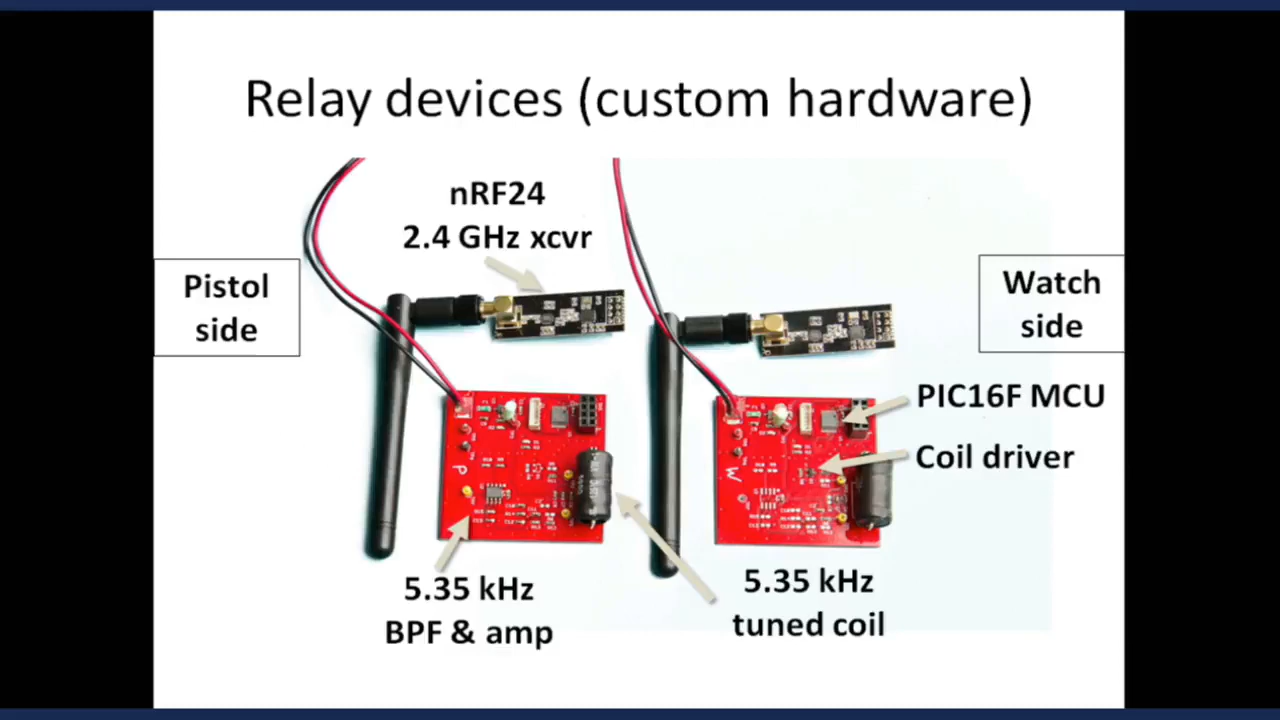 Relay devices (custom hardware)
nRF24
2.4 GHz xcvr
Pistol
side
Watch
side
PIC16F MCU
Coil driver
P
W
5.35 kHz
BPF & amp
5.35 kHz
tuned coil